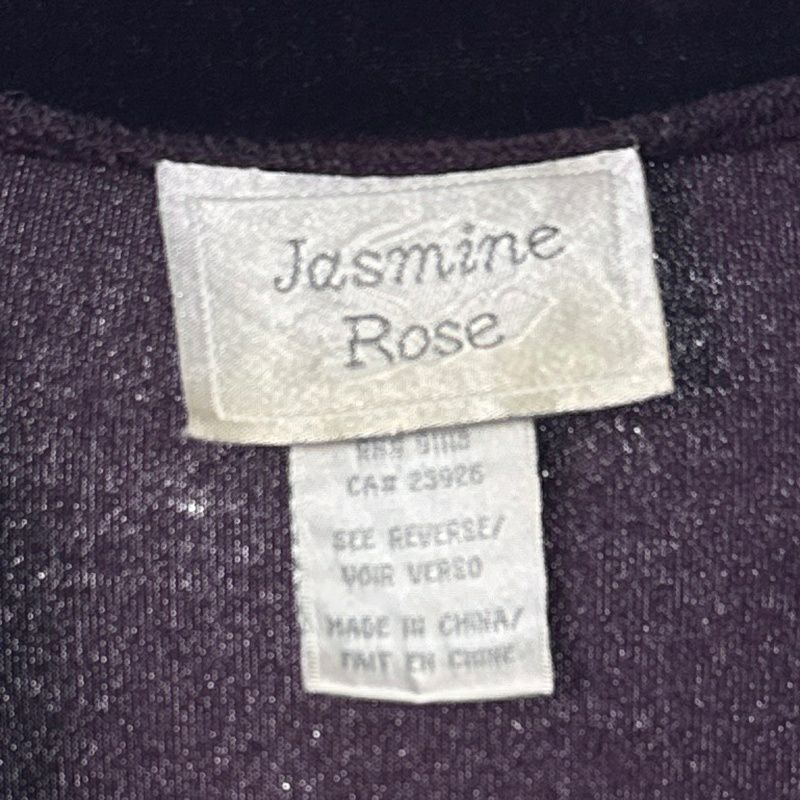 Jasmine
Rose
CA# 23926
SEE REVERSE/
VOIR VERSO
MADE IN CHINA/
FAIT EN CHINE